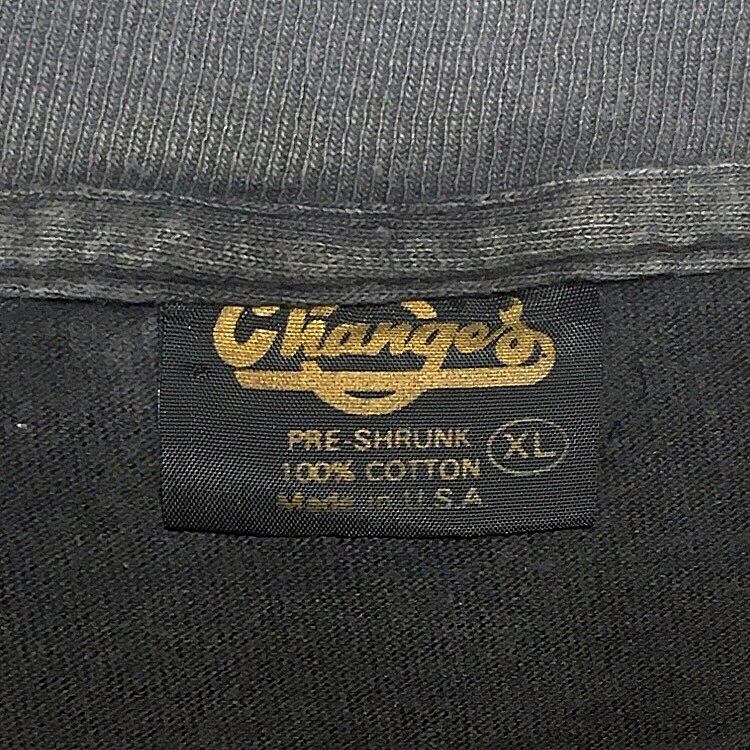 Changes
PRE-SHRUNK
XL
100% COTTON
Made in U.S.A